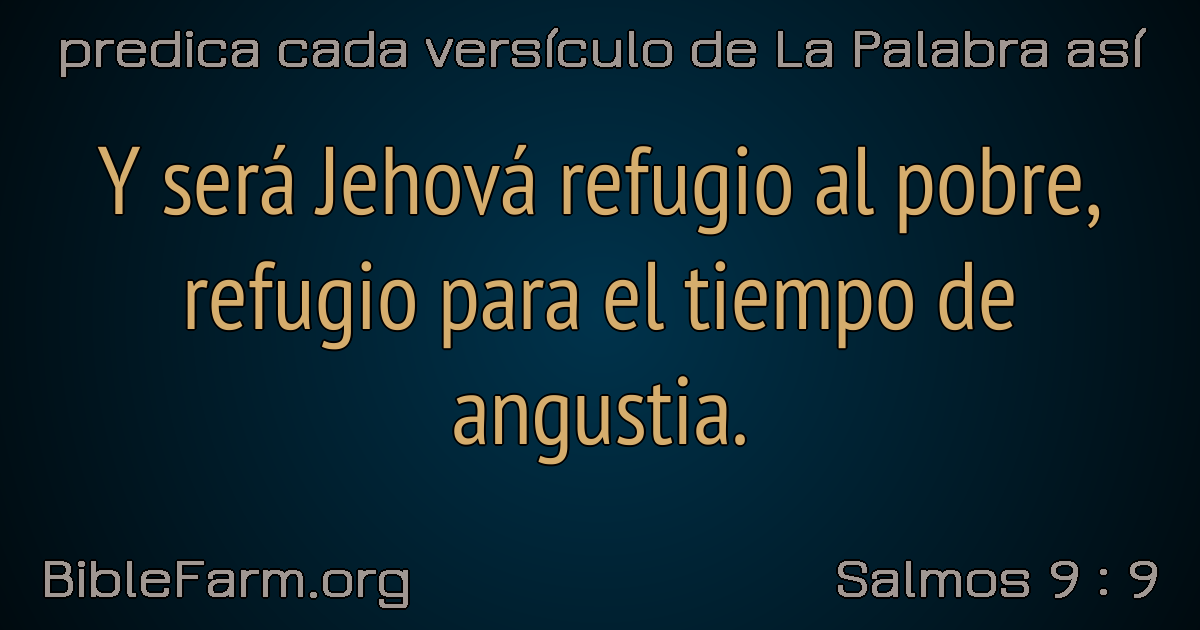 predica cada versículo de La Palabra así
Y será Jehová refugio al pobre,
refugio para el tiempo de
angustia.
BibleFarm.org
Salmos 9 : 9